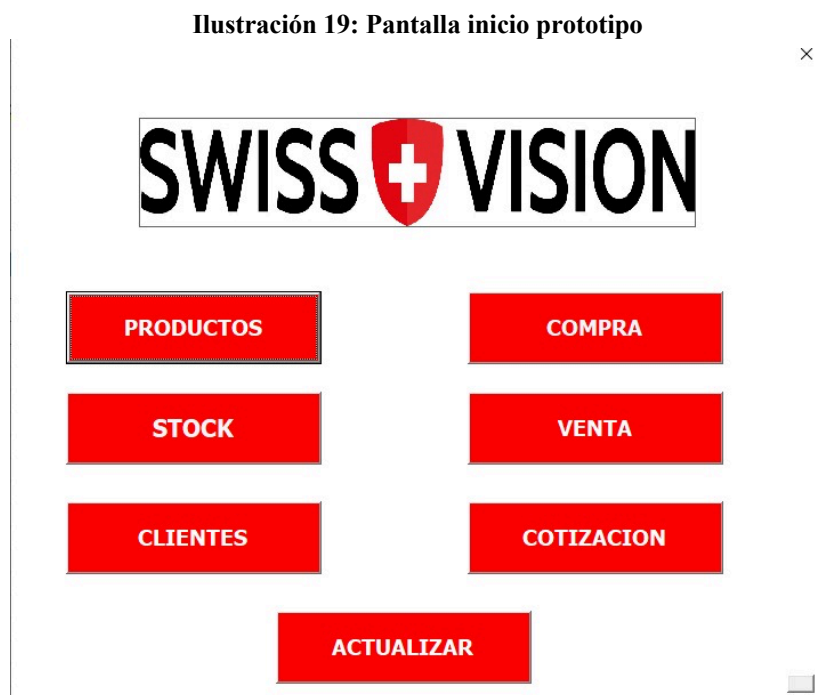 Ilustración 19: Pantalla inicio prototipo
SWISS VISION
PRODUCTOS
COMPRA
STOCK
VENTA
CLIENTES
COTIZACION
ACTUALIZAR